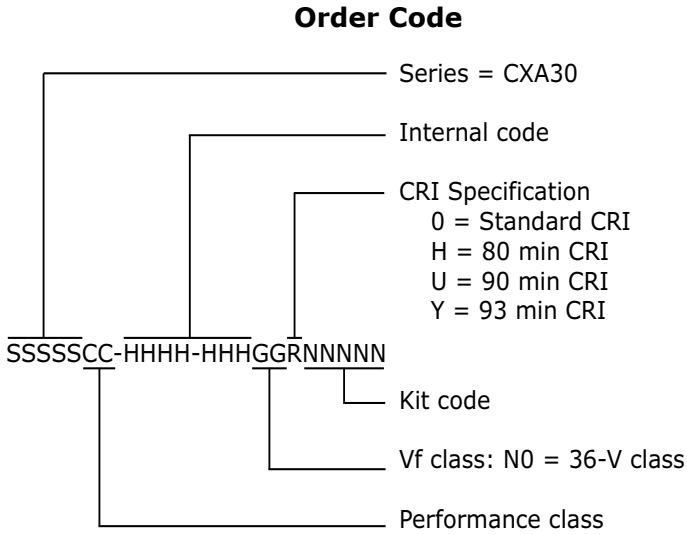 Order Code
Series = CXA30
Internal code
CRI Specification
0 = Standard CRI
H = 80 min CRI
U = 90 min CRI
Y = 93 min CRI
SSSSSCC-HHHH-HHHGGRNNNNN
Kit code
Vf class: N0 = 36-V class
Performance class